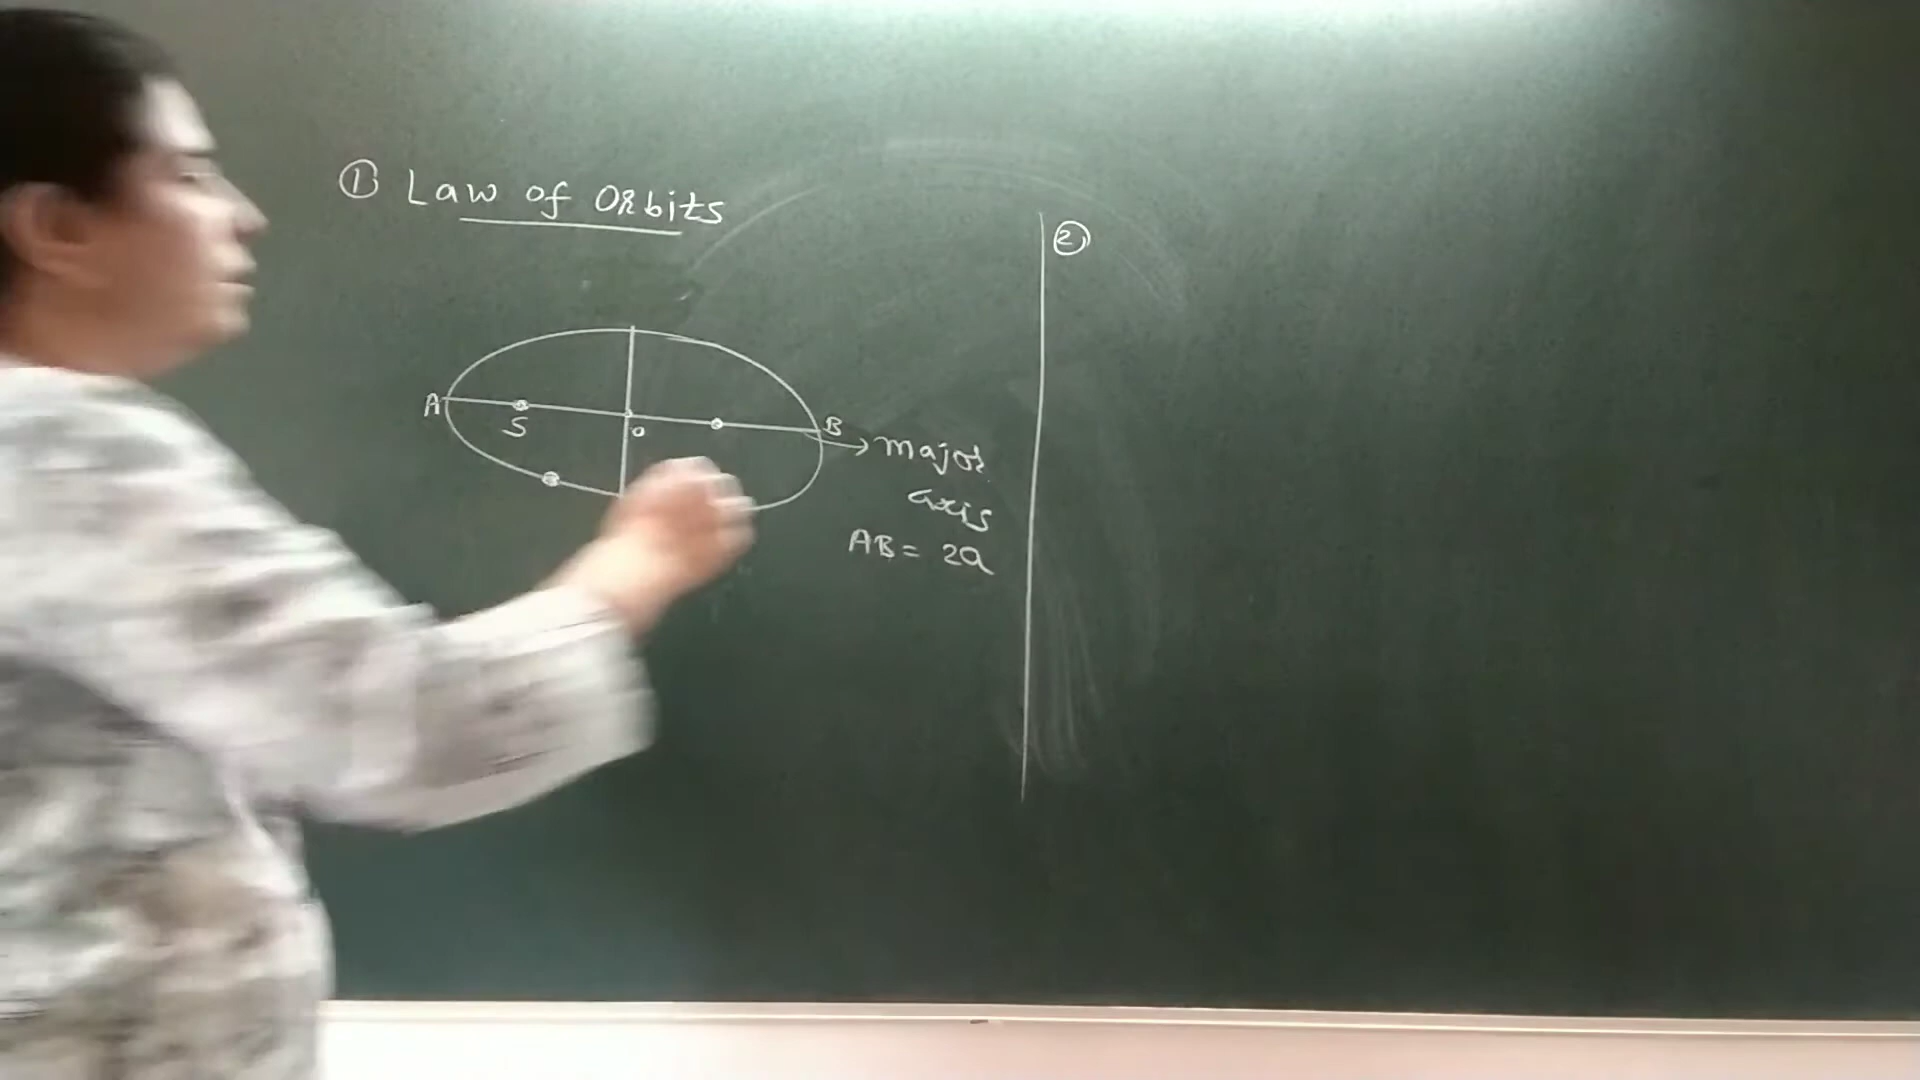 ① Law of Orbits
②
A
S
o
B
major
axis
AB = 2a